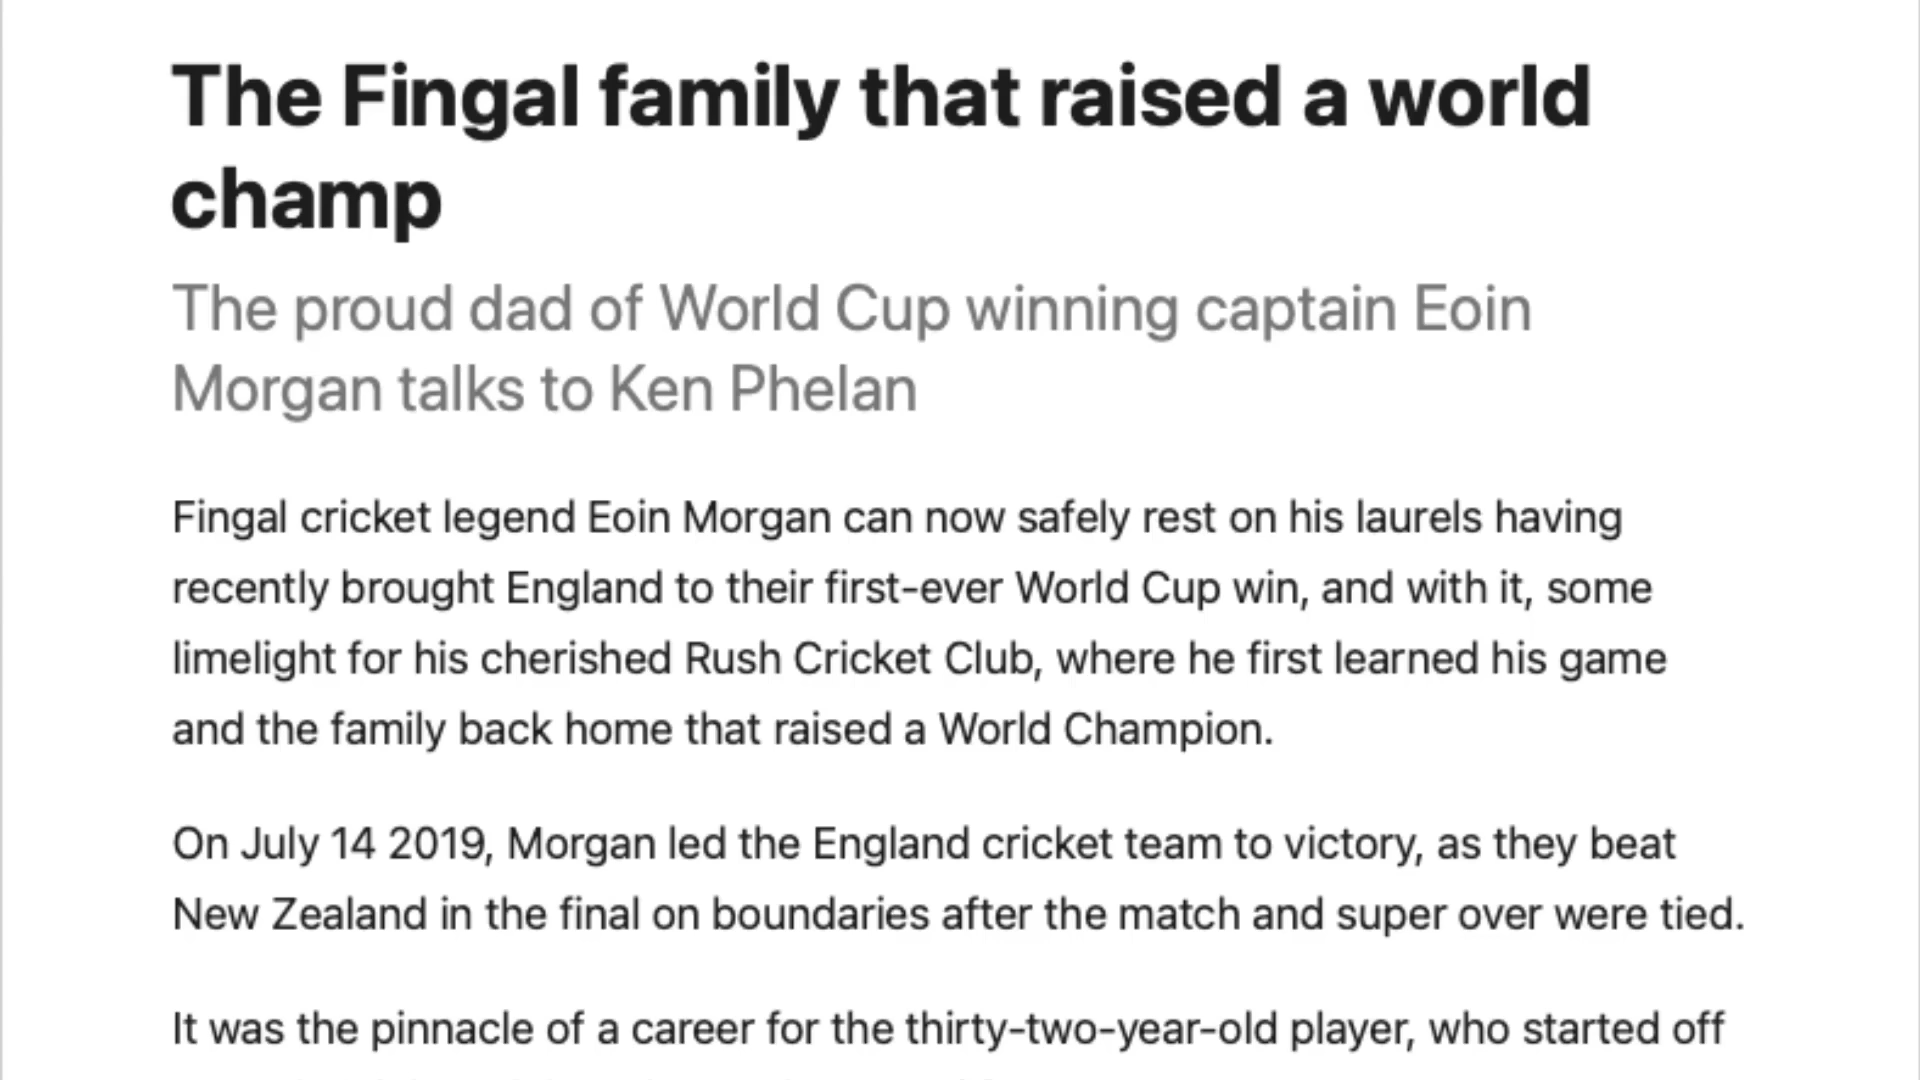 The Fingal family that raised a world
champ
The proud dad of World Cup winning captain Eoin
Morgan talks to Ken Phelan
Fingal cricket legend Eoin Morgan can now safely rest on his laurels having
recently brought England to their first-ever World Cup win, and with it, some
limelight for his cherished Rush Cricket Club, where he first learned his game
and the family back home that raised a World Champion.
On July 14 2019, Morgan led the England cricket team to victory, as they beat
New Zealand in the final on boundaries after the match and super over were tied.
It was the pinnacle of a career for the thirty-two-year-old player, who started off